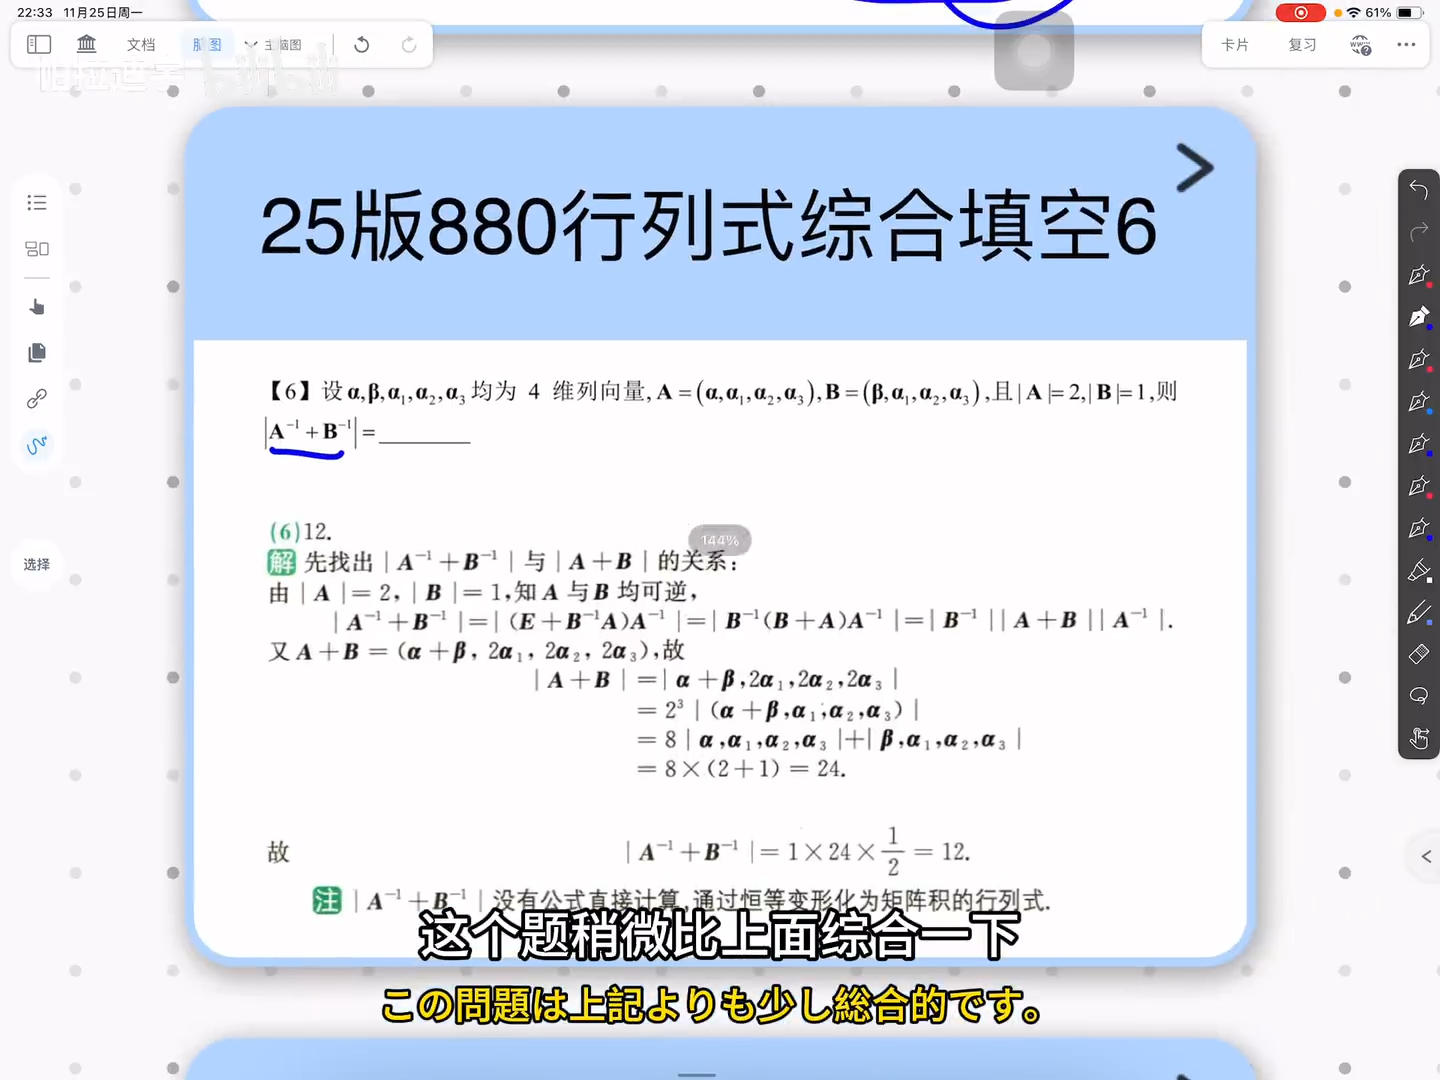 22:33 11月25日周一
61%
文档
脑图
主脑图
卡片
复习
25版880行列式综合填空6
【6】设α,β,α₁,α₂,α₃均为 4 维列向量,A=(α,α₁,α₂,α₃),B=(β,α₁,α₂,α₃),且|A|=2,|B|=1,则
|A⁻¹+B⁻¹|=________
144%
(6)12.
解 先找出|A⁻¹+B⁻¹|与|A+B|的关系:
由|A|=2,|B|=1,知A与B均可逆,
|A⁻¹+B⁻¹|=|(E+B⁻¹A)A⁻¹|=|B⁻¹(B+A)A⁻¹|=|B⁻¹||A+B||A⁻¹|.
又A+B=(α+β, 2α₁, 2α₂, 2α₃),故
|A+B|=|α+β,2α₁,2α₂,2α₃|
=2³|(α+β,α₁,α₂,α₃)|
=8|α,α₁,α₂,α₃|+|β,α₁,α₂,α₃|
=8×(2+1)=24.
故 |A⁻¹+B⁻¹|=1×24×1/2=12.
注 |A⁻¹+B⁻¹|没有公式直接计算,通过恒等变形化为矩阵积的行列式.
选择
这个题稍微比上面综合一下
この問題は上記よりも少し総合的です。